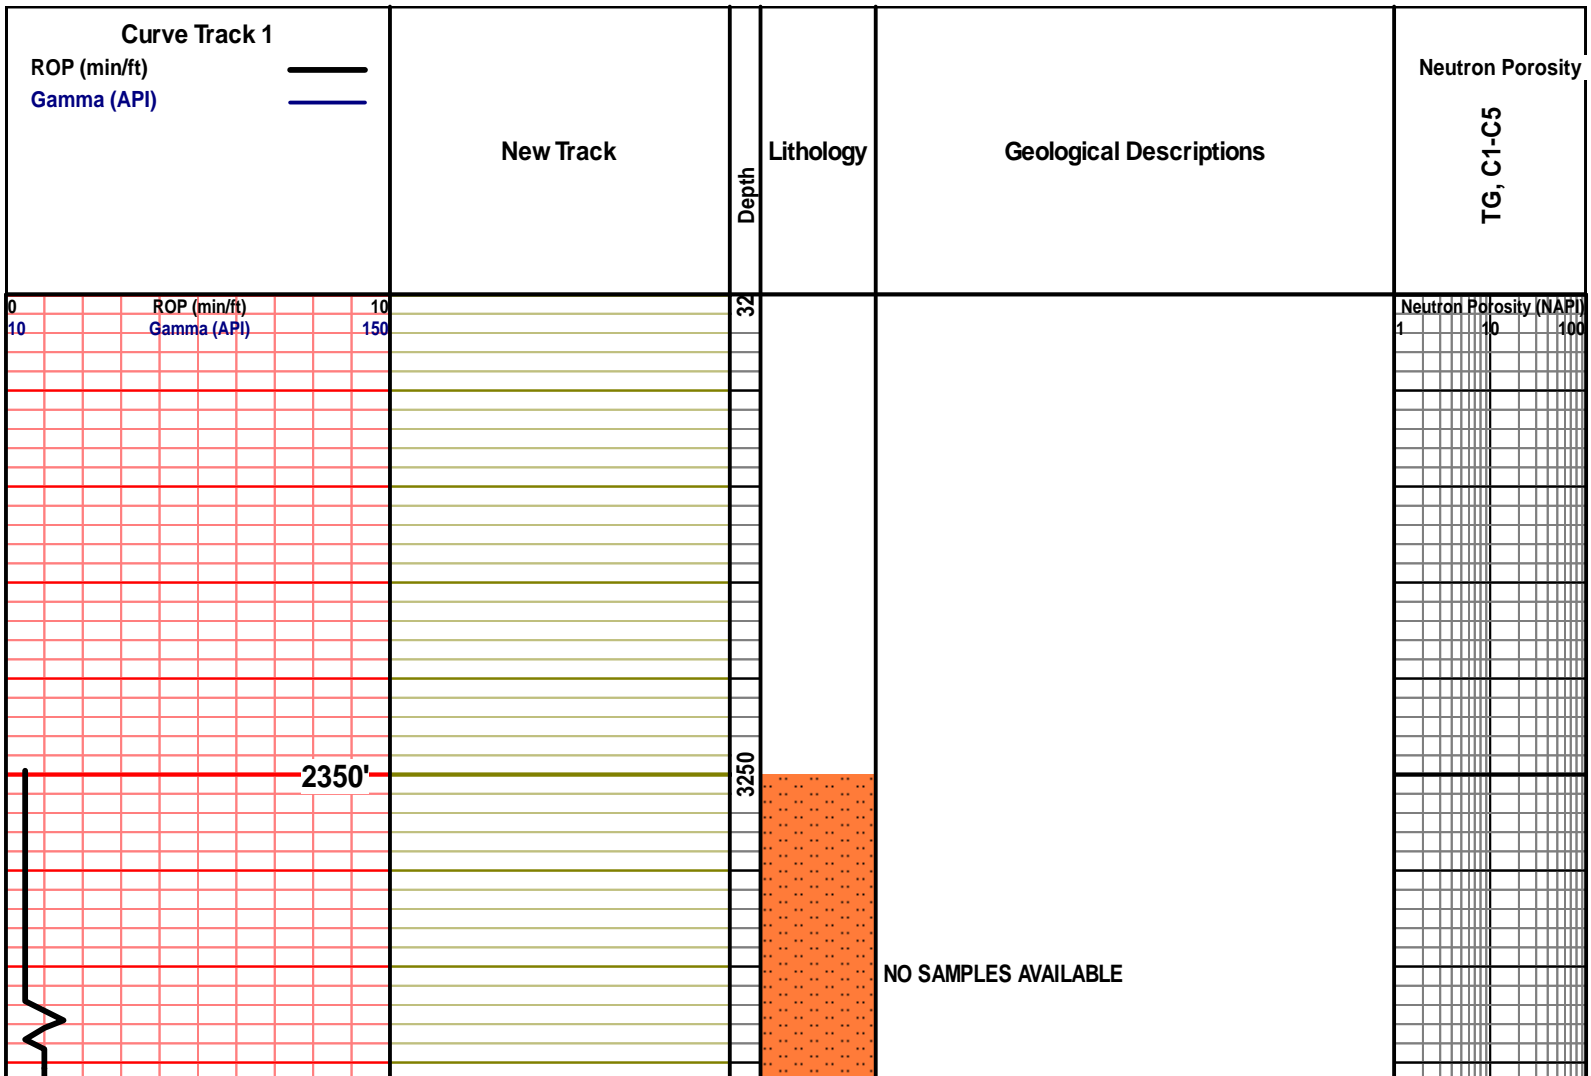 Curve Track 1
ROP (min/ft)
Gamma (API)
New Track
Depth
Lithology
Geological Descriptions
Neutron Porosity
TG, C1-C5
0 ROP (min/ft) 10
10 Gamma (API) 150
32
Neutron Porosity (NAPI)
1 10 100
2350'
3250
NO SAMPLES AVAILABLE